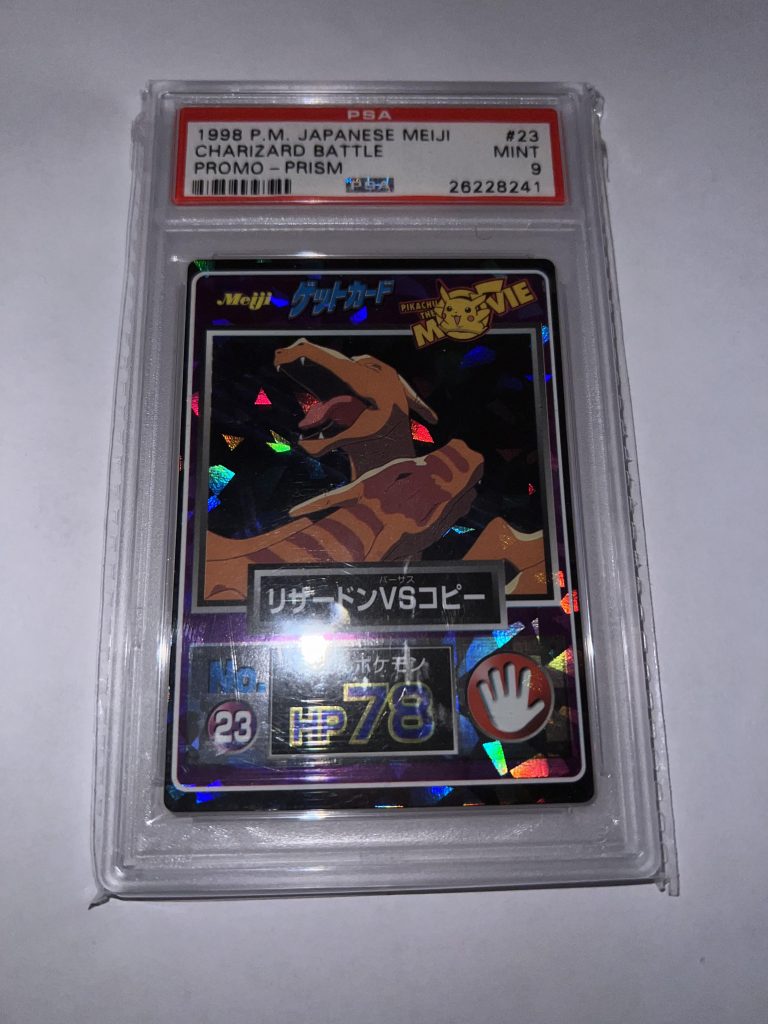 PSA
1998 P.M. JAPANESE MEIJI #23
CHARIZARD BATTLE MINT
PROMO - PRISM 9
PSA 26228241
Meiji ゲットカード PIKACHU THE MOVIE
バーサス
リザードンVSコピー
ポケモン
No.
23
HP78